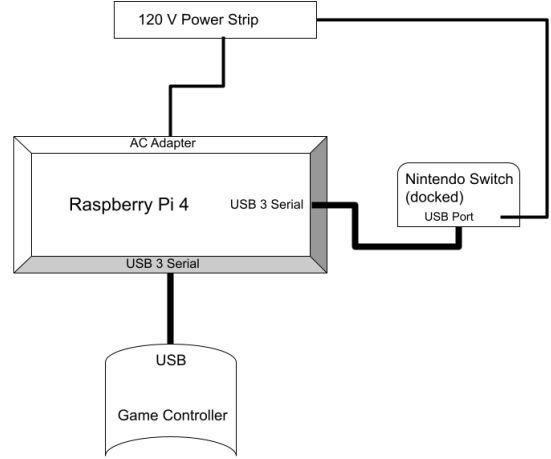 120 V Power Strip
AC Adapter
Raspberry Pi 4
USB 3 Serial
USB 3 Serial
Nintendo Switch
(docked)
USB Port
USB
Game Controller